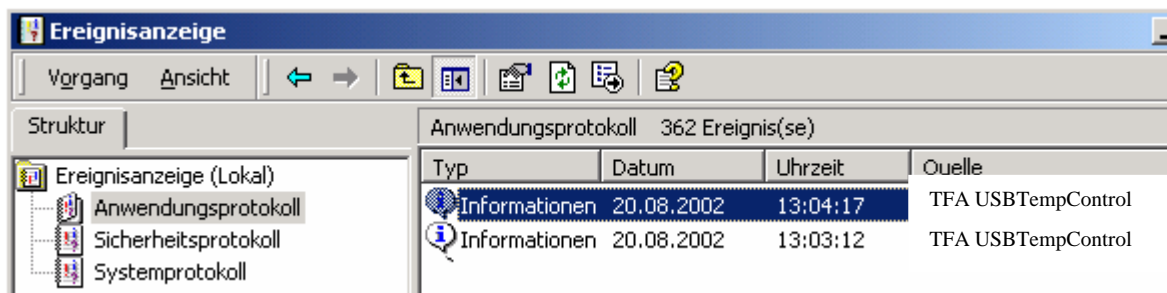 Ereignisanzeige
Vorgang Ansicht
Struktur
Anwendungsprotokoll 362 Ereignis(se)
Ereignisanzeige (Lokal)
Anwendungsprotokoll
Sicherheitsprotokoll
Systemprotokoll
Typ Datum Uhrzeit Quelle
Informationen 20.08.2002 13:04:17 TFA USBTempControl
Informationen 20.08.2002 13:03:12 TFA USBTempControl